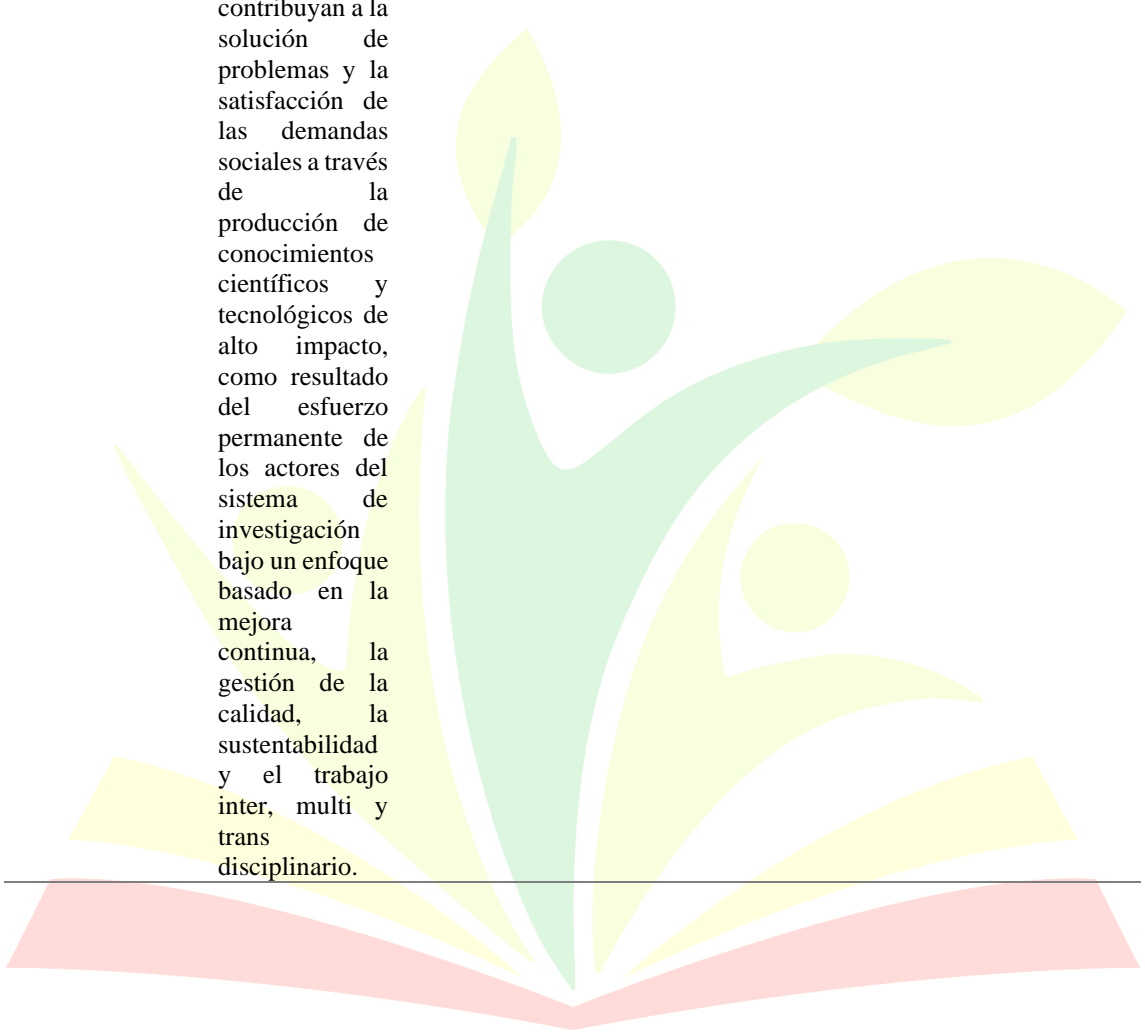 contribuyan a la
solución de
problemas y la
satisfacción de
las demandas
sociales a través
de la
producción de
conocimientos
científicos y
tecnológicos de
alto impacto,
como resultado
del esfuerzo
permanente de
los actores del
sistema de
investigación
bajo un enfoque
basado en la
mejora
continua, la
gestión de la
calidad, la
sustentabilidad
y el trabajo
inter, multi y
trans
disciplinario.